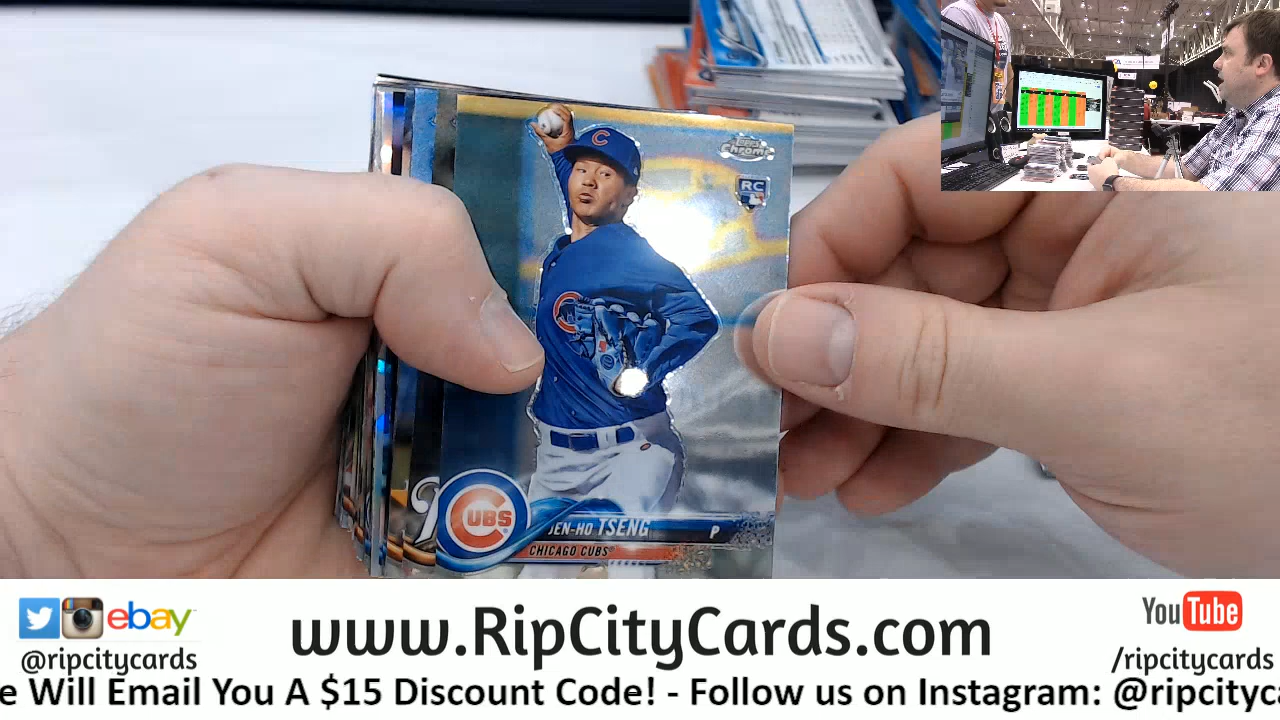 Topps
Chrome
RC
C
CUBS
JEN-HO TSENG P
CHICAGO CUBS
ebay
www.RipCityCards.com
YouTube
@ripcitycards
/ripcitycards
e Will Email You A $15 Discount Code! - Follow us on Instagram: @ripcityca